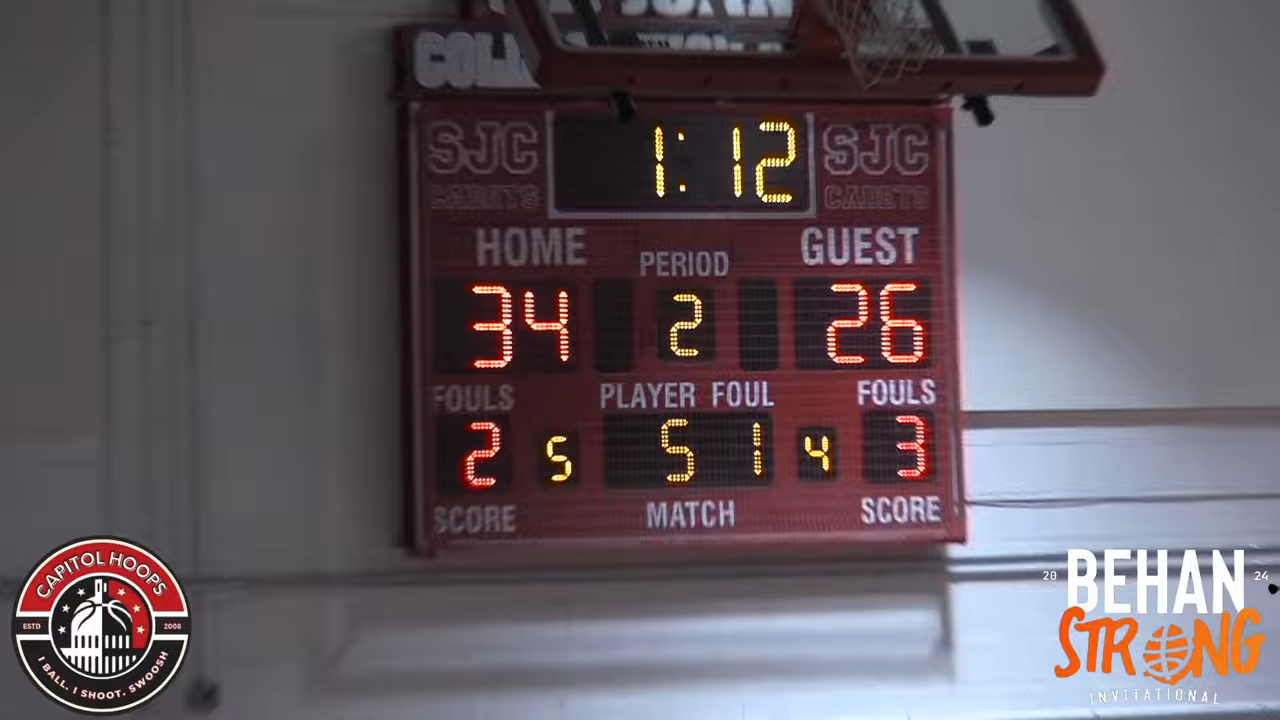 COLL
SJC 1:12 SJC
CADETS CADETS
HOME PERIOD GUEST
34 2 26
FOULS PLAYER FOUL FOULS
2 5 5 1 4 3
SCORE MATCH SCORE
CAPITOL HOOPS
ESTD 2008
I BALL. I SHOOT. SWOOSH
20 BEHAN 24
STRONG
INVITATIONAL